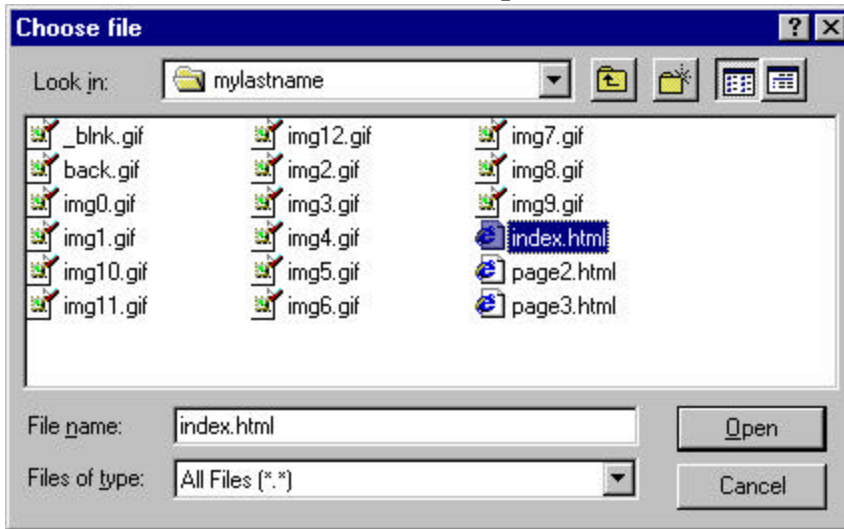 Choose file
Look in: mylastname
_blnk.gif img12.gif img7.gif
back.gif img2.gif img8.gif
img0.gif img3.gif img9.gif
img1.gif img4.gif index.html
img10.gif img5.gif page2.html
img11.gif img6.gif page3.html
File name: index.html Open
Files of type: All Files (*.*) Cancel